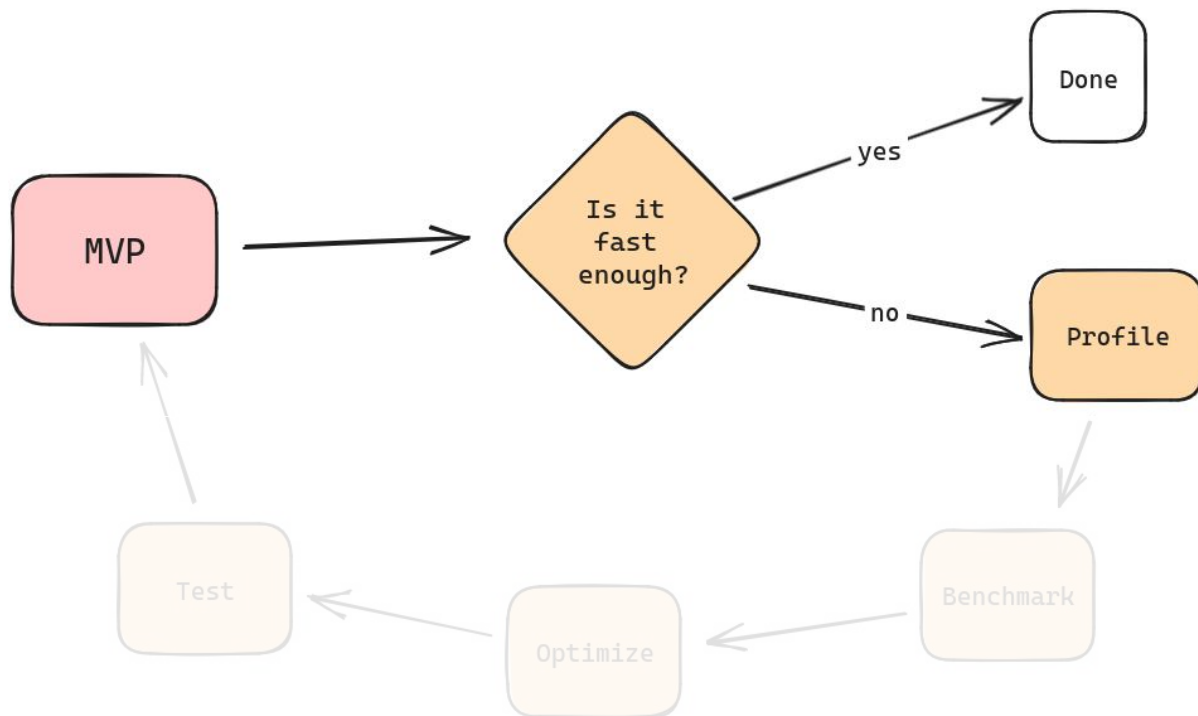 Done
yes
MVP
Is it
fast
enough?
no
Profile
Test
Optimize
Benchmark